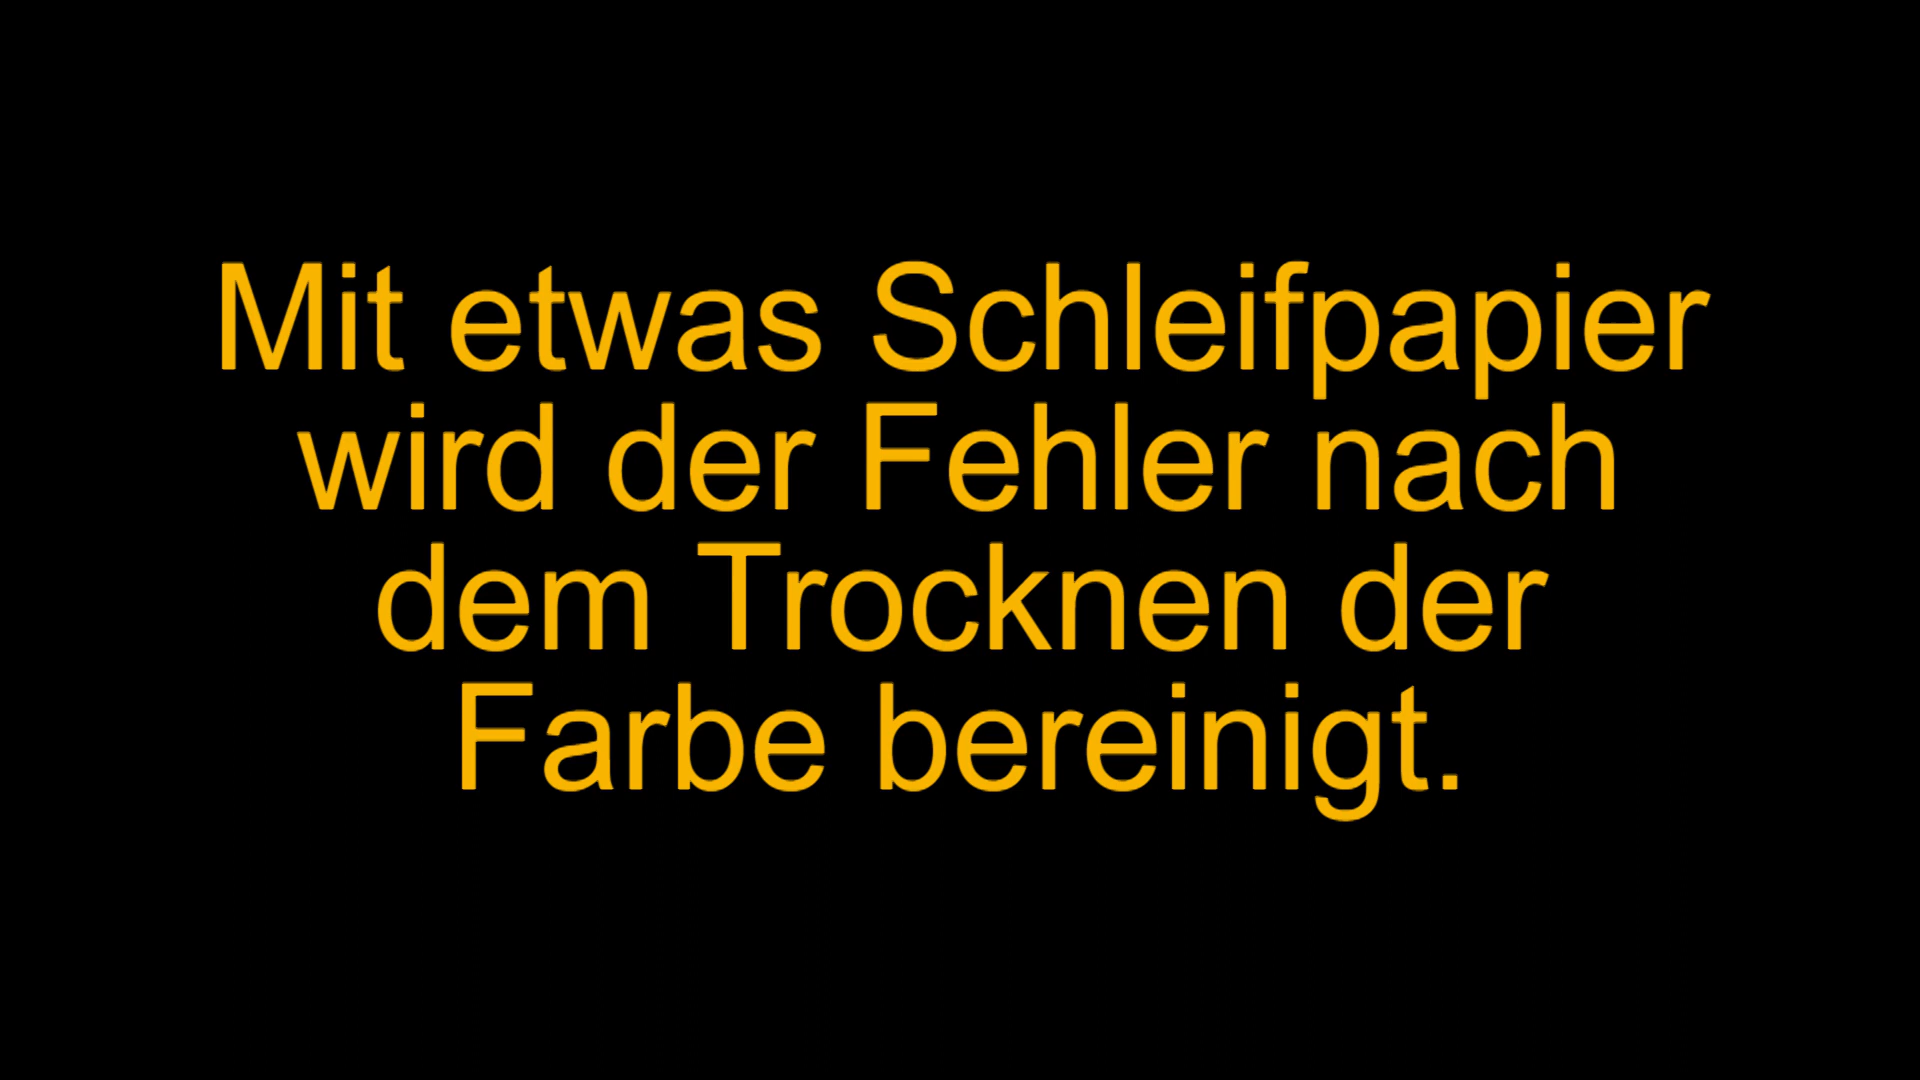 Mit etwas Schleifpapier
wird der Fehler nach
dem Trocknen der
Farbe bereinigt.